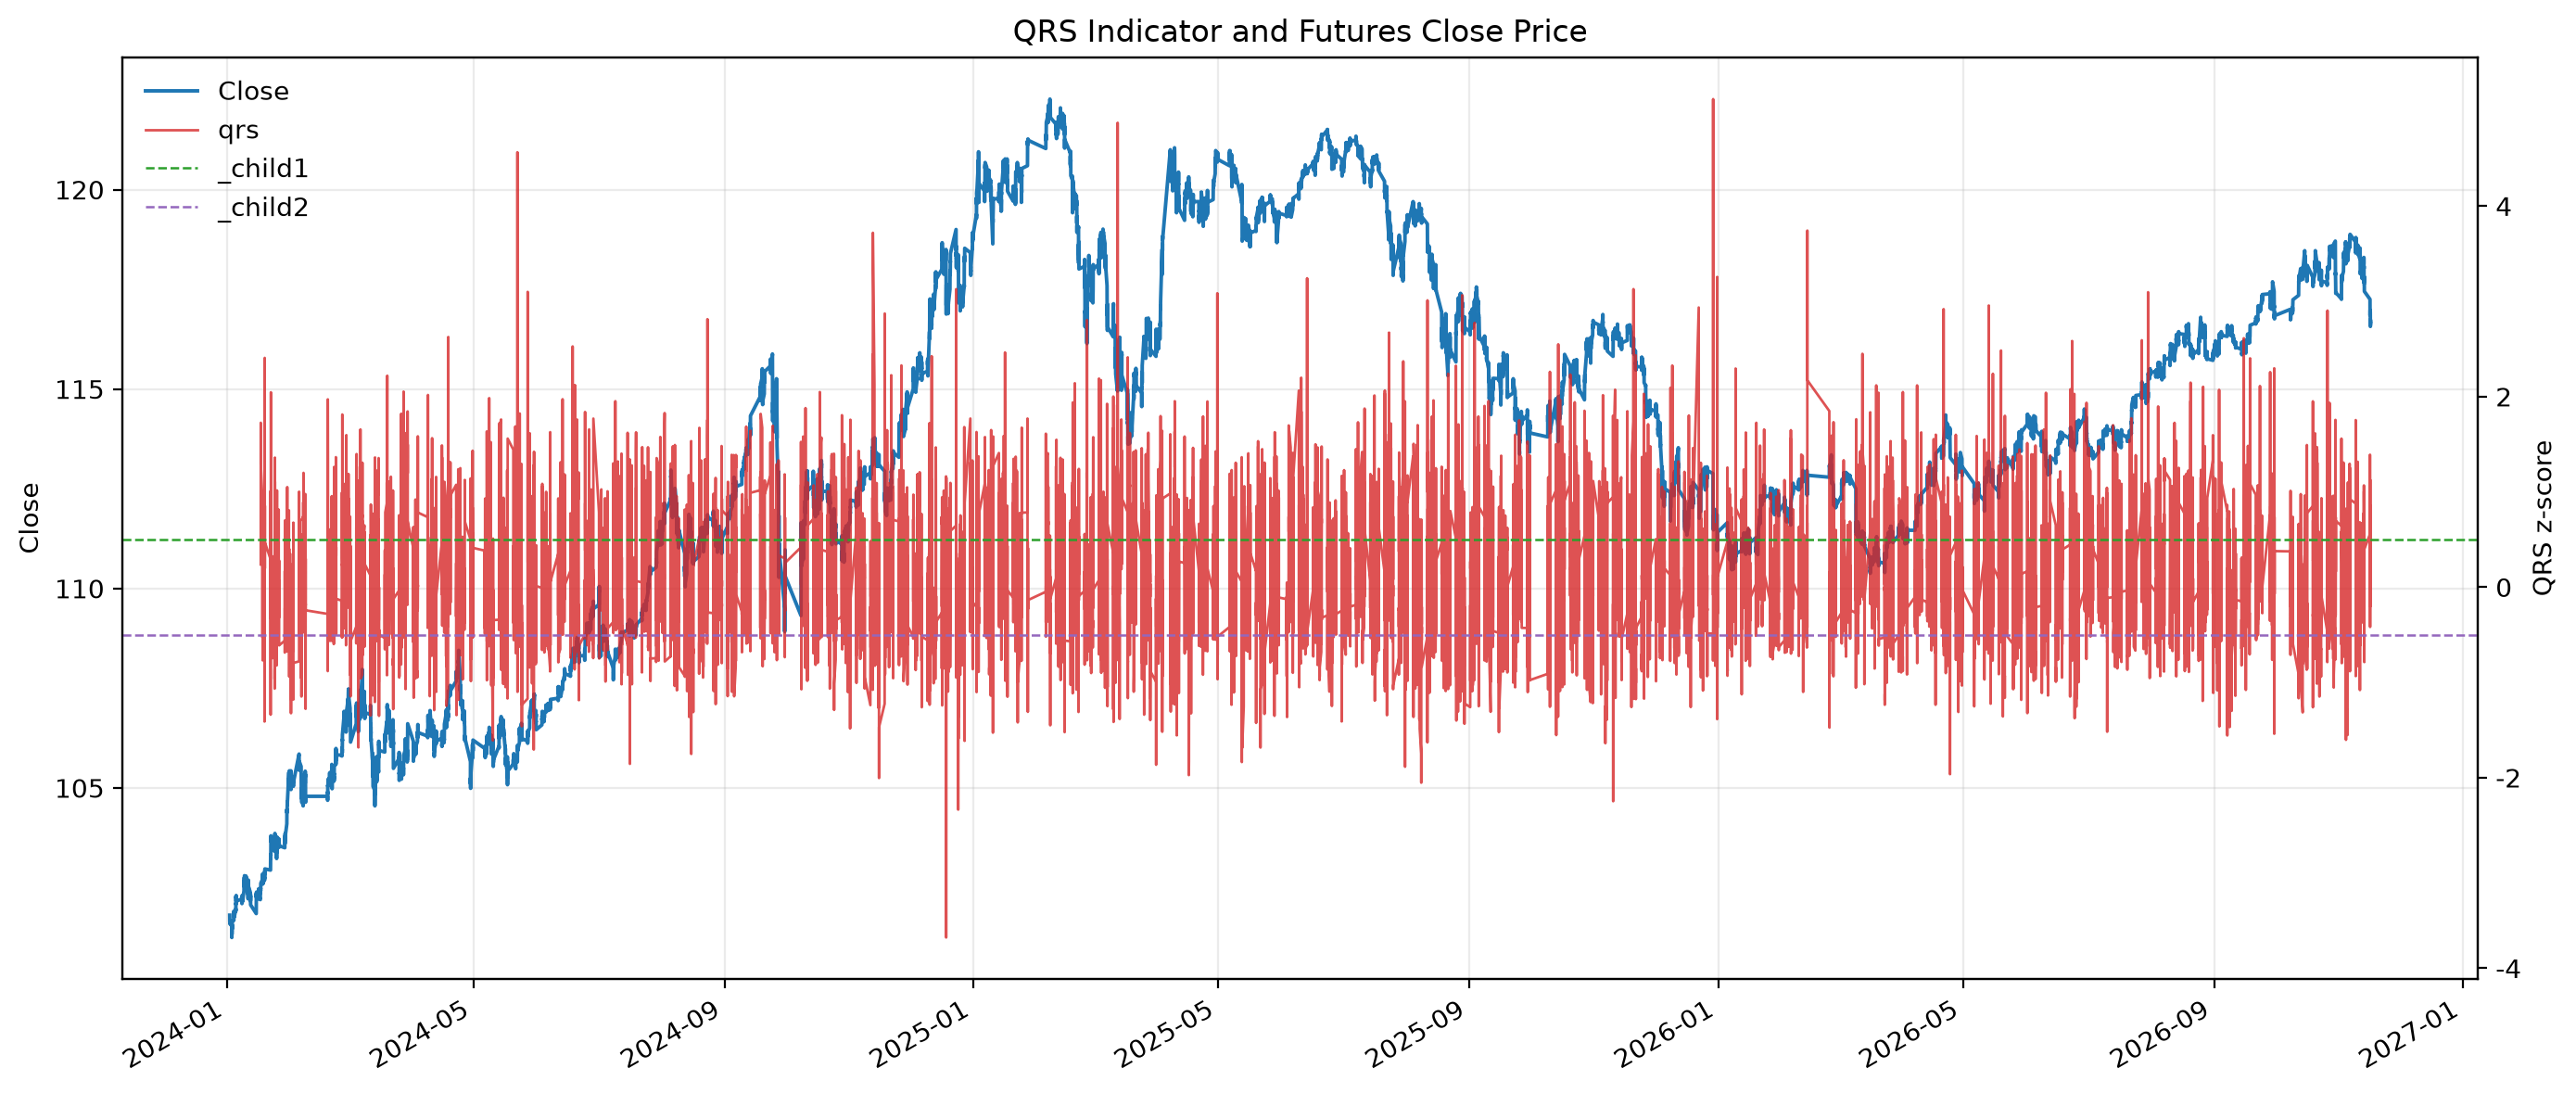 QRS Indicator and Futures Close Price
Close
qrs
_child1
_child2
120
115
110
105
Close
4
2
0
-2
-4
QRS z-score
2024-01
2024-05
2024-09
2025-01
2025-05
2025-09
2026-01
2026-05
2026-09
2027-01